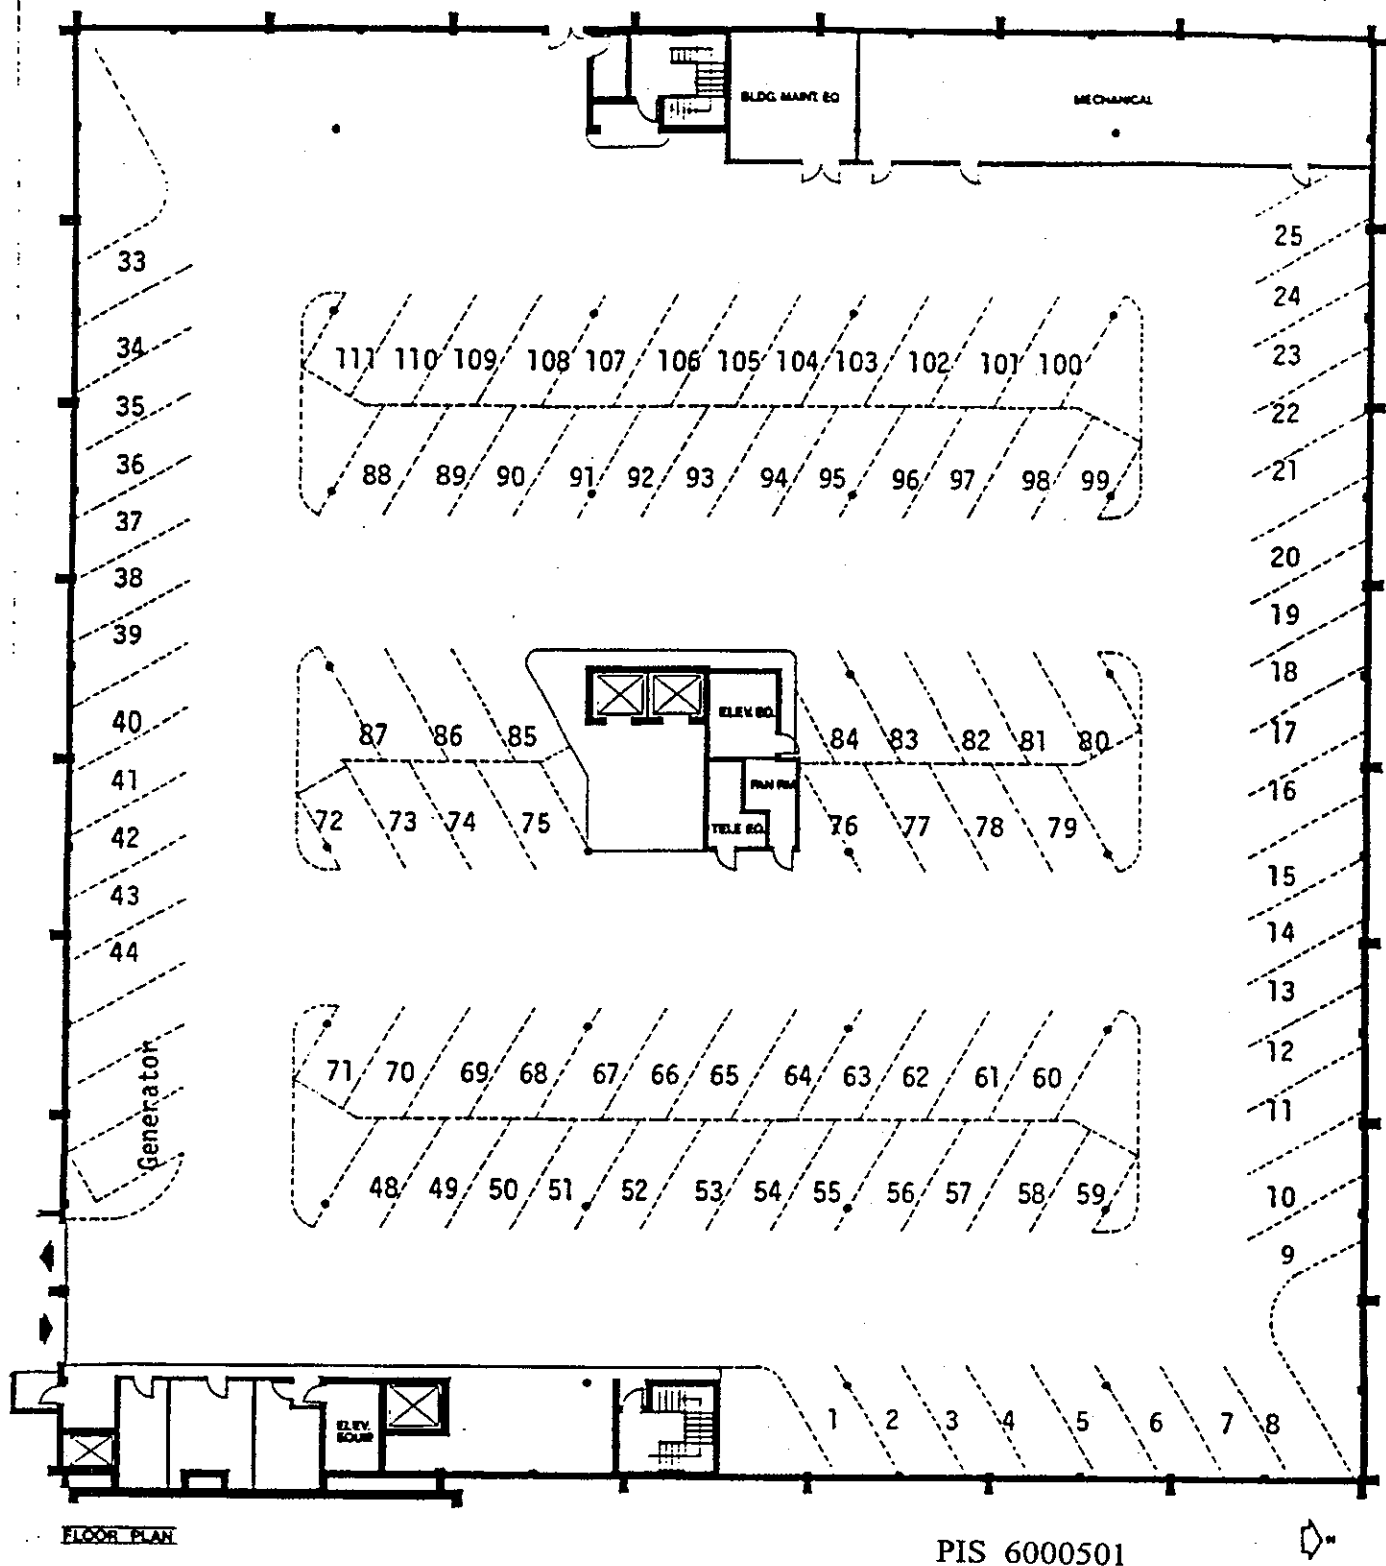 BLDG. MAINT. EQ
MECHANICAL
33
25
34
24
35
23
36
22
37
21
38
20
39
19
40
18
41
17
42
16
43
15
44
14
13
12
11
10
9
111 110 109 108 107 106 105 104 103 102 101 100
88 89 90 91 92 93 94 95 96 97 98 99
ELEV. EQ.
87 86 85 84 83 82 81 80
FAN RM
TELE EQ.
72 73 74 75 76 77 78 79
71 70 69 68 67 66 65 64 63 62 61 60
Generator
48 49 50 51 52 53 54 55 56 57 58 59
ELEV.
EQUIP
1 2 3 4 5 6 7 8
FLOOR PLAN
PIS 6000501
N